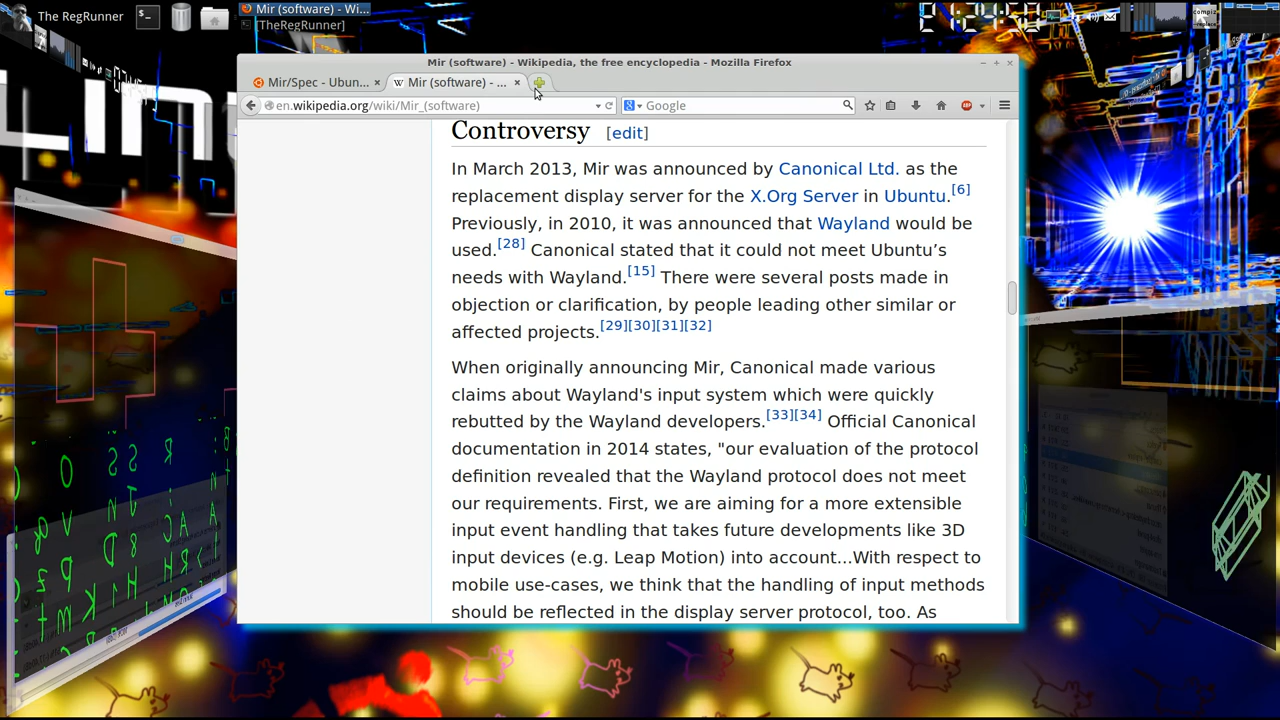 The RegRunner
Mir (software) - Wi...
[TheRegRunner]
Mir (software) - Wikipedia, the free encyclopedia - Mozilla Firefox
Mir/Spec - Ubun...
Mir (software) - ...
en.wikipedia.org/wiki/Mir_(software)
Google
Controversy [edit]
In March 2013, Mir was announced by Canonical Ltd. as the
replacement display server for the X.Org Server in Ubuntu.[6]
Previously, in 2010, it was announced that Wayland would be
used.[28] Canonical stated that it could not meet Ubuntu’s
needs with Wayland.[15] There were several posts made in
objection or clarification, by people leading other similar or
affected projects.[29][30][31][32]
When originally announcing Mir, Canonical made various
claims about Wayland's input system which were quickly
rebutted by the Wayland developers.[33][34] Official Canonical
documentation in 2014 states, "our evaluation of the protocol
definition revealed that the Wayland protocol does not meet
our requirements. First, we are aiming for a more extensible
input event handling that takes future developments like 3D
input devices (e.g. Leap Motion) into account...With respect to
mobile use-cases, we think that the handling of input methods
should be reflected in the display server protocol, too. As